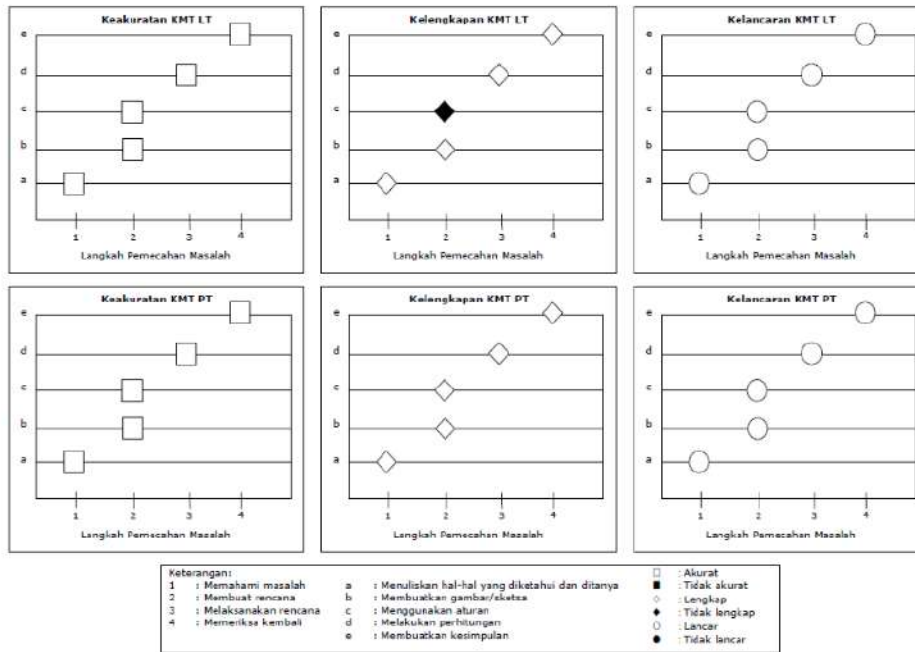 Keakuratan KMT LT
e
d
c
b
a
1 2 3 4
Langkah Pemecahan Masalah
Kelengkapan KMT LT
e
d
c
b
a
1 2 3 4
Langkah Pemecahan Masalah
Kelancaran KMT LT
e
d
c
b
a
1 2 3 4
Langkah Pemecahan Masalah
Keakuratan KMT PT
e
d
c
b
a
1 2 3 4
Langkah Pemecahan Masalah
Kelengkapan KMT PT
e
d
c
b
a
1 2 3 4
Langkah Pemecahan Masalah
Kelancaran KMT PT
e
d
c
b
a
1 2 3 4
Langkah Pemecahan Masalah
Keterangan:
1 : Memahami masalah
2 : Membuat rencana
3 : Melaksanakan rencana
4 : Memeriksa kembali
a : Menuliskan hal-hal yang diketahui dan ditanya
b : Membuatkan gambar/sketsa
c : Menggunakan aturan
d : Melakukan perhitungan
e : Membuatkan kesimpulan
: Akurat
: Tidak akurat
: Lengkap
: Tidak lengkap
: Lancar
: Tidak lancar